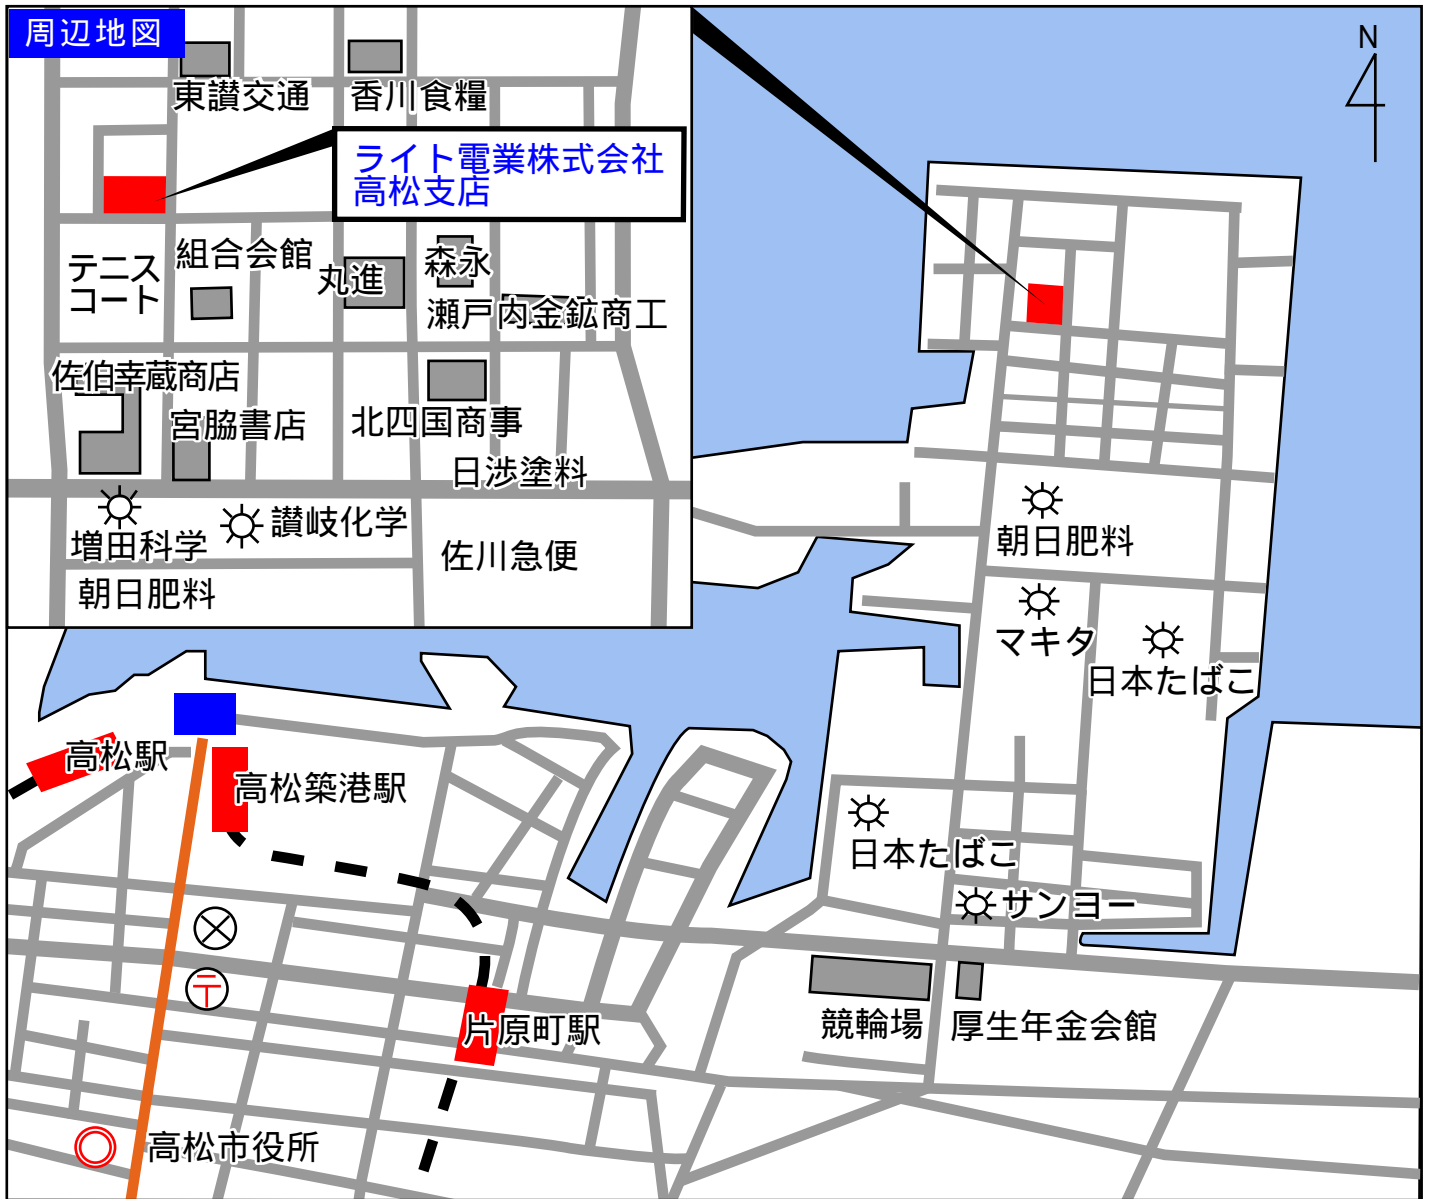 周辺地図
N
東讃交通
香川食糧
ライト電業株式会社
高松支店
テニス
コート
組合会館
丸進
森永
瀬戸内金鉱商工
佐伯幸蔵商店
宮脇書店
北四国商事
日渉塗料
増田科学
讃岐化学
佐川急便
朝日肥料
朝日肥料
マキタ
日本たばこ
高松駅
高松築港駅
日本たばこ
サンヨー
〒
片原町駅
競輪場
厚生年金会館
高松市役所